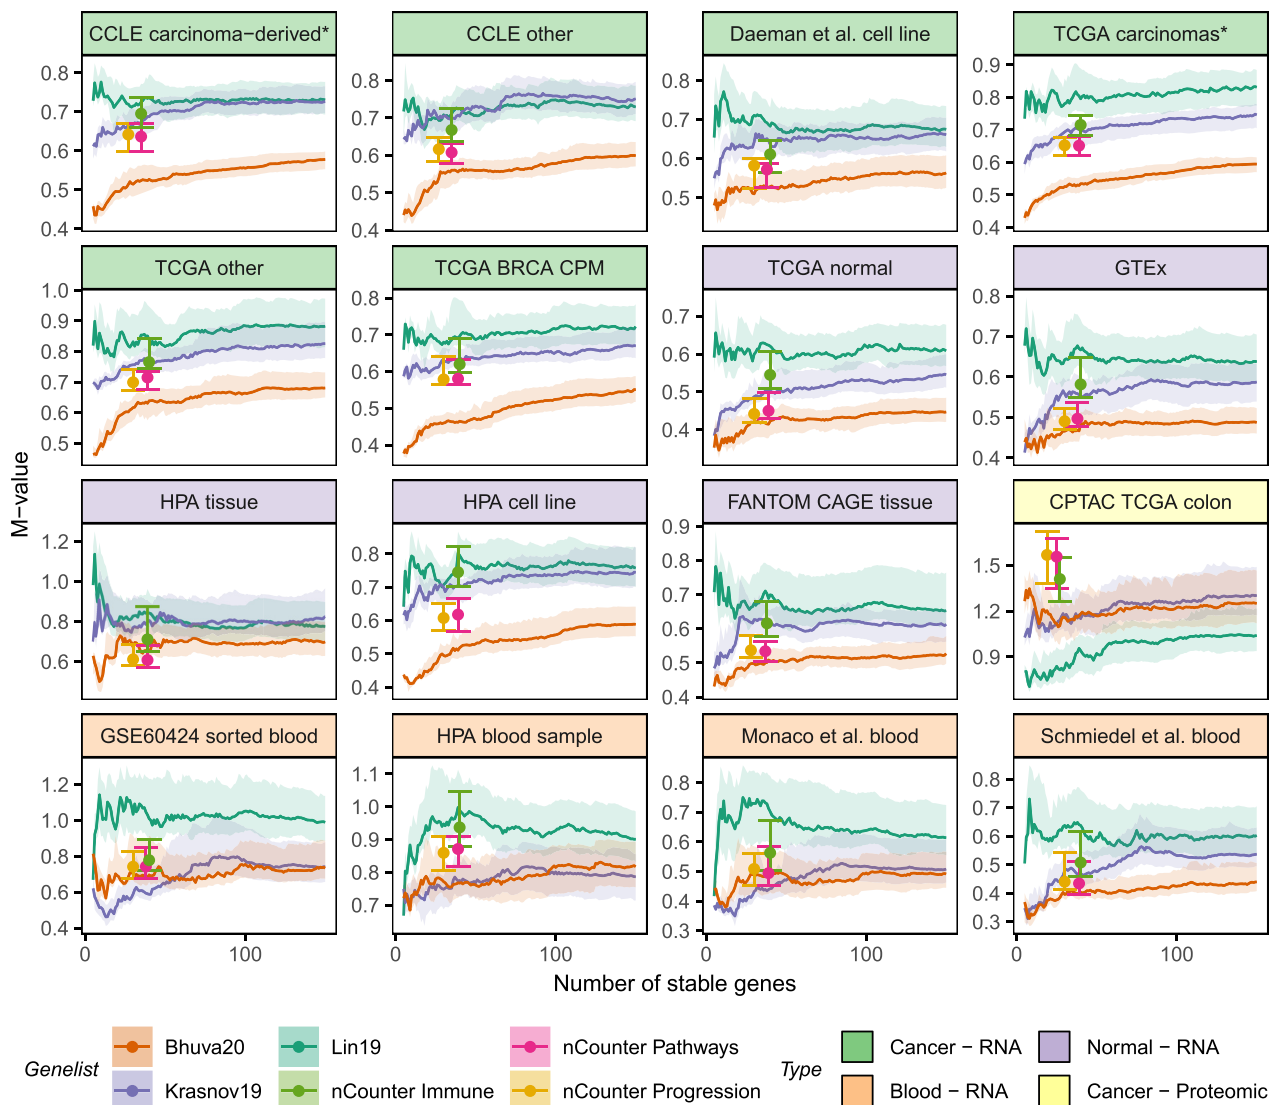 CCLE carcinoma−derived*
CCLE other
Daeman et al. cell line
TCGA carcinomas*
0.8
0.7
0.6
0.5
0.4
0.8
0.7
0.6
0.5
0.4
0.8
0.7
0.6
0.5
0.9
0.8
0.7
0.6
0.5
0.4
TCGA other
TCGA BRCA CPM
TCGA normal
GTEx
1.0
0.9
0.8
0.7
0.6
0.5
0.8
0.7
0.6
0.5
0.4
0.7
0.6
0.5
0.4
0.8
0.7
0.6
0.5
0.4
M−value
HPA tissue
HPA cell line
FANTOM CAGE tissue
CPTAC TCGA colon
1.2
1.0
0.8
0.6
0.8
0.7
0.6
0.5
0.4
0.9
0.8
0.7
0.6
0.5
0.4
1.5
1.2
0.9
GSE60424 sorted blood
HPA blood sample
Monaco et al. blood
Schmiedel et al. blood
1.2
1.0
0.8
0.6
0.4
1.1
1.0
0.9
0.8
0.7
0.8
0.7
0.6
0.5
0.4
0.3
0.8
0.7
0.6
0.5
0.4
0.3
0 100
0 100
0 100
0 100
Number of stable genes
Genelist
Bhuva20
Krasnov19
Lin19
nCounter Immune
nCounter Pathways
nCounter Progression
Type
Cancer − RNA
Blood − RNA
Normal − RNA
Cancer − Proteomic